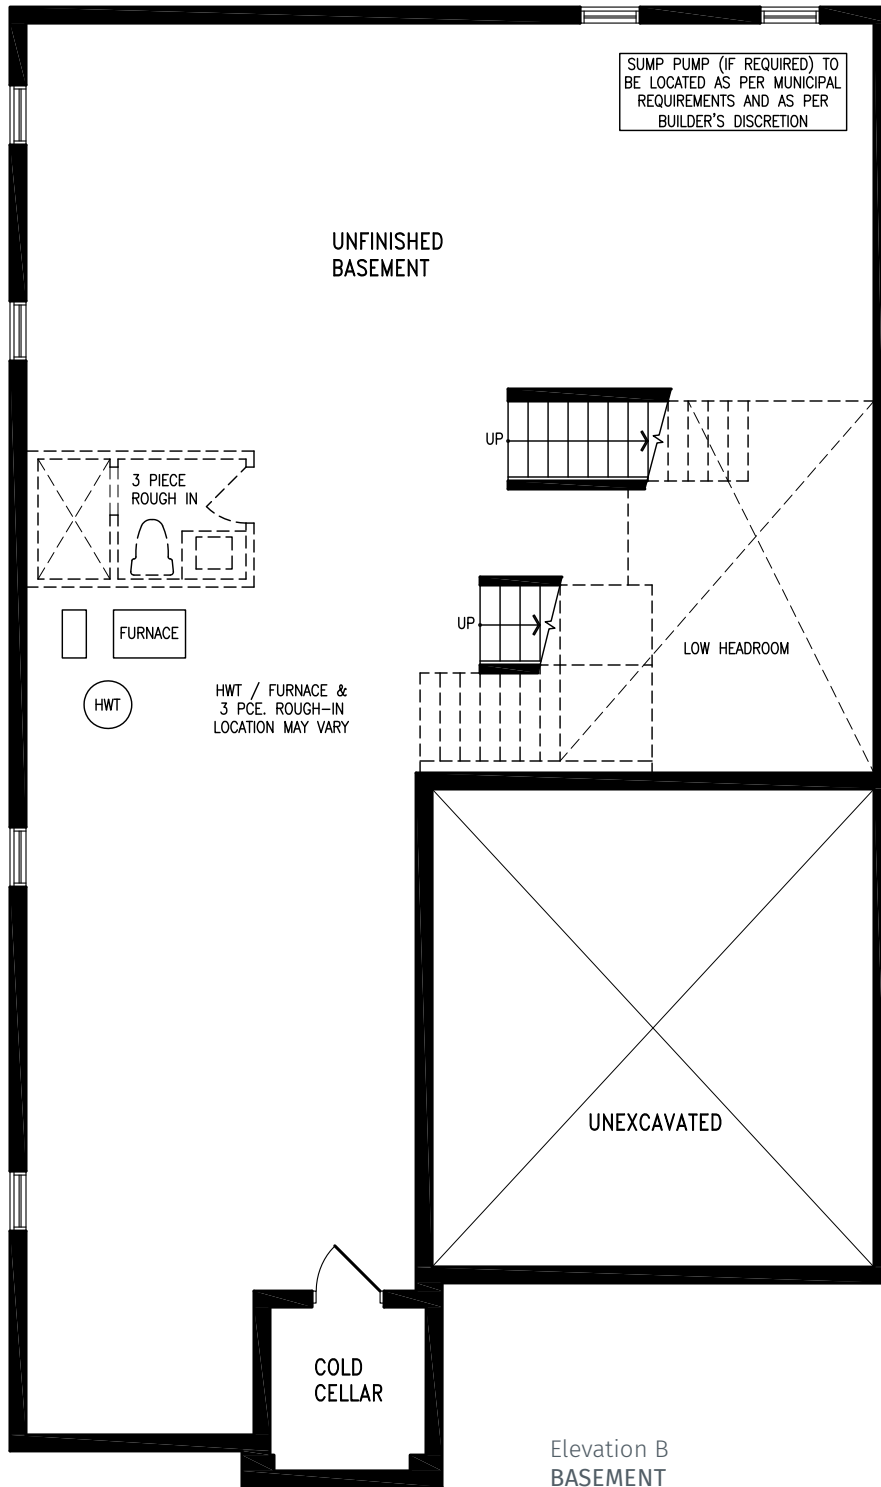 SUMP PUMP (IF REQUIRED) TO
BE LOCATED AS PER MUNICIPAL
REQUIREMENTS AND AS PER
BUILDER'S DISCRETION
UNFINISHED
BASEMENT
UP
3 PIECE
ROUGH IN
UP
FURNACE
LOW HEADROOM
HWT
HWT / FURNACE &
3 PCE. ROUGH-IN
LOCATION MAY VARY
UNEXCAVATED
COLD
CELLAR
Elevation B
BASEMENT